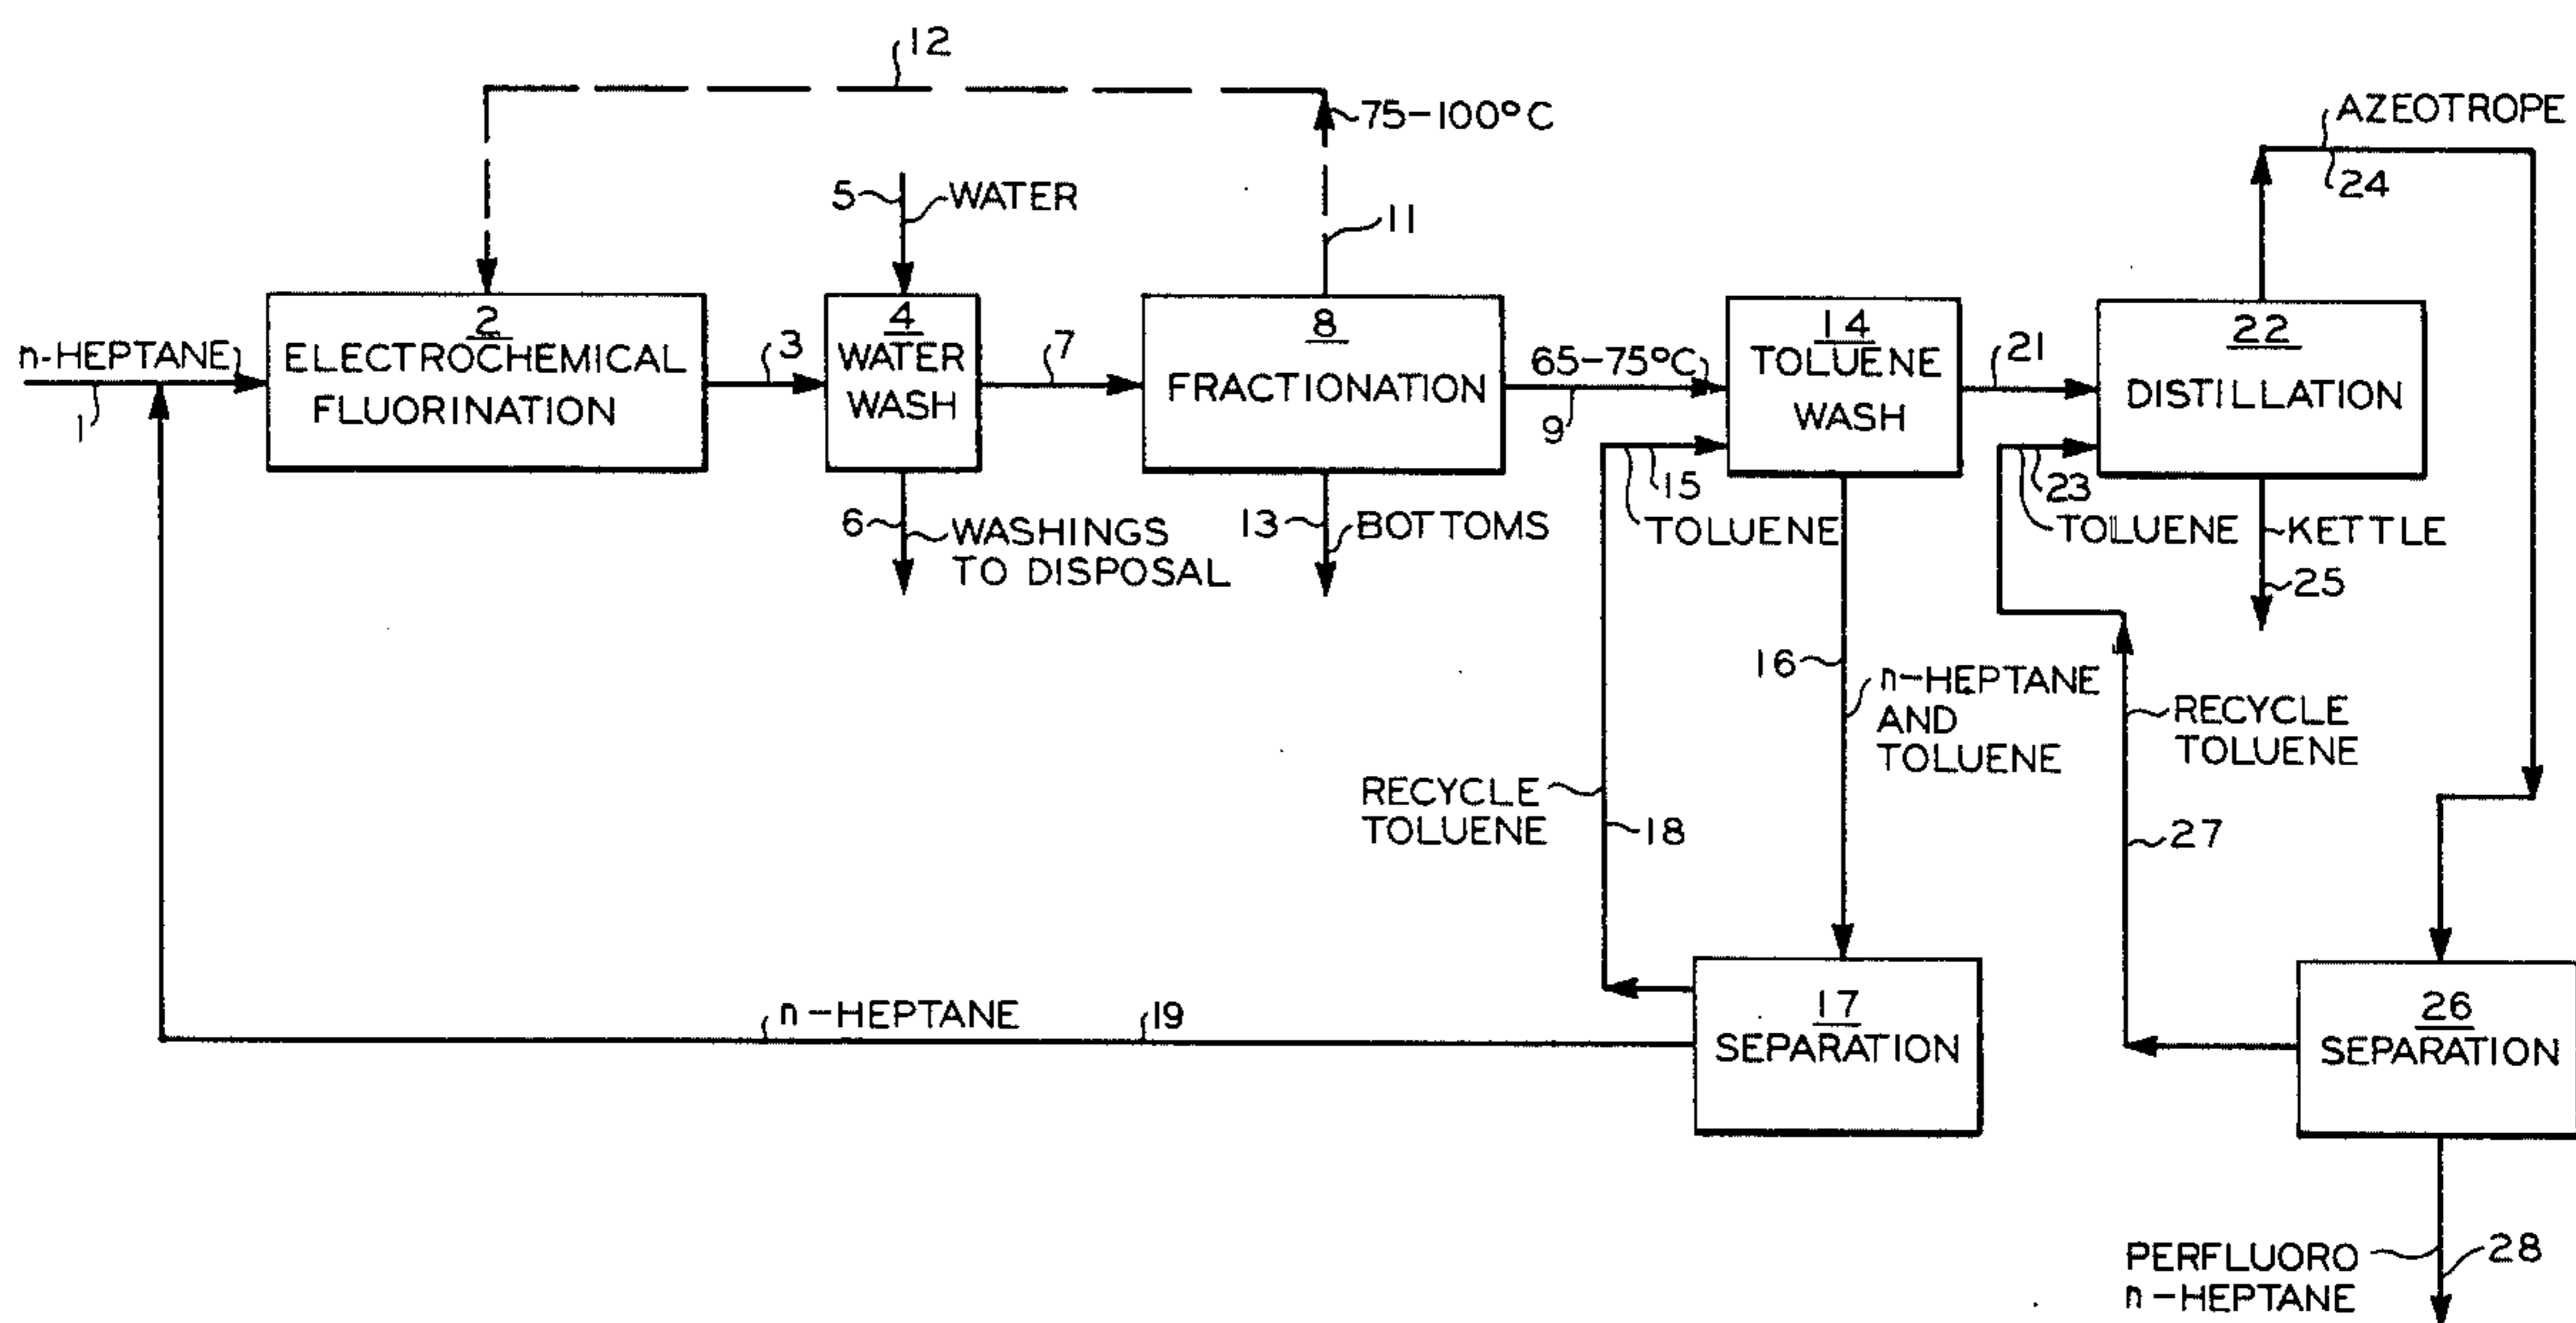 12
75-100°C
AZEOTROPE
24
5
WATER
11
n-HEPTANE
1
2
ELECTROCHEMICAL
FLUORINATION
3
4
WATER
WASH
7
8
FRACTIONATION
65-75°C
9
14
TOLUENE
WASH
21
22
DISTILLATION
6
WASHINGS
TO DISPOSAL
13
BOTTOMS
15
TOLUENE
23
TOLUENE
KETTLE
25
16
n-HEPTANE
AND
TOLUENE
RECYCLE
TOLUENE
18
RECYCLE
TOLUENE
27
n-HEPTANE
19
17
SEPARATION
26
SEPARATION
PERFLUORO
n-HEPTANE
28